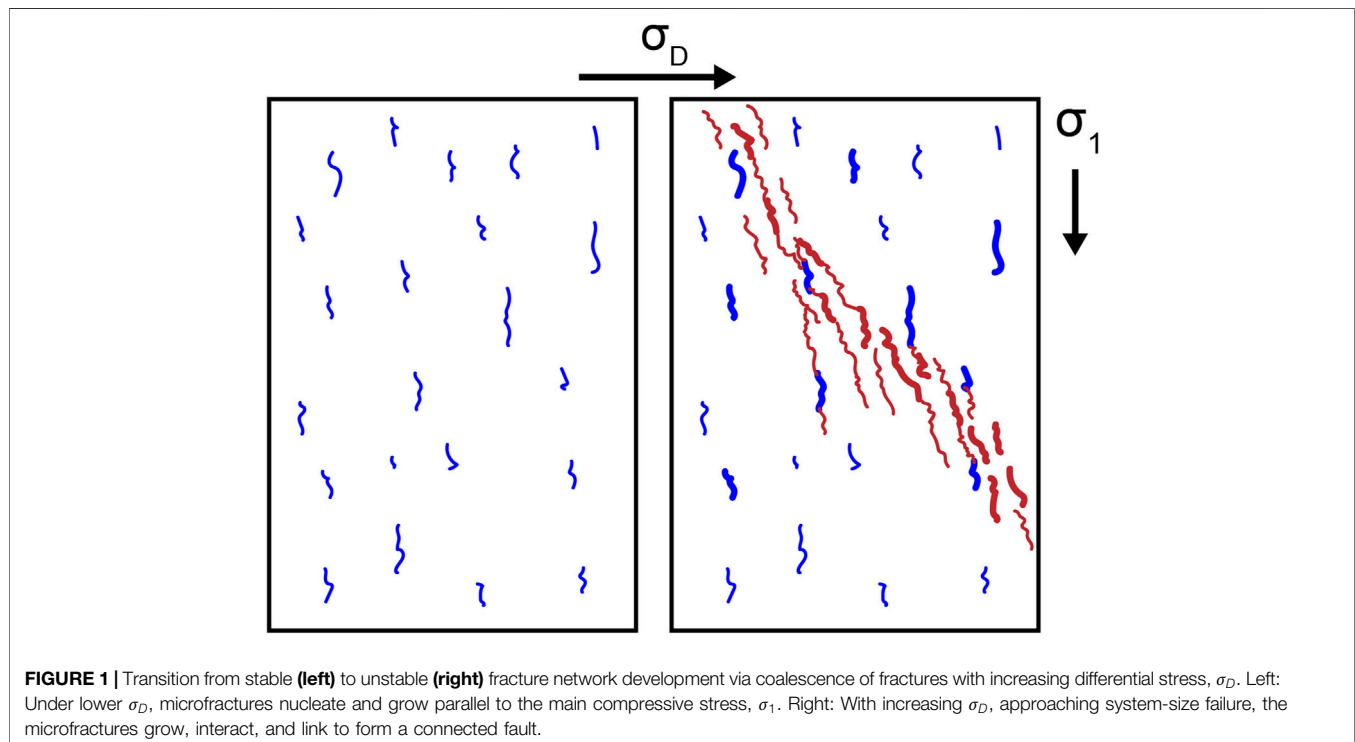 σD
σ1
FIGURE 1 | Transition from stable (left) to unstable (right) fracture network development via coalescence of fractures with increasing differential stress, σD. Left:
Under lower σD, microfractures nucleate and grow parallel to the main compressive stress, σ1. Right: With increasing σD, approaching system-size failure, the
microfractures grow, interact, and link to form a connected fault.